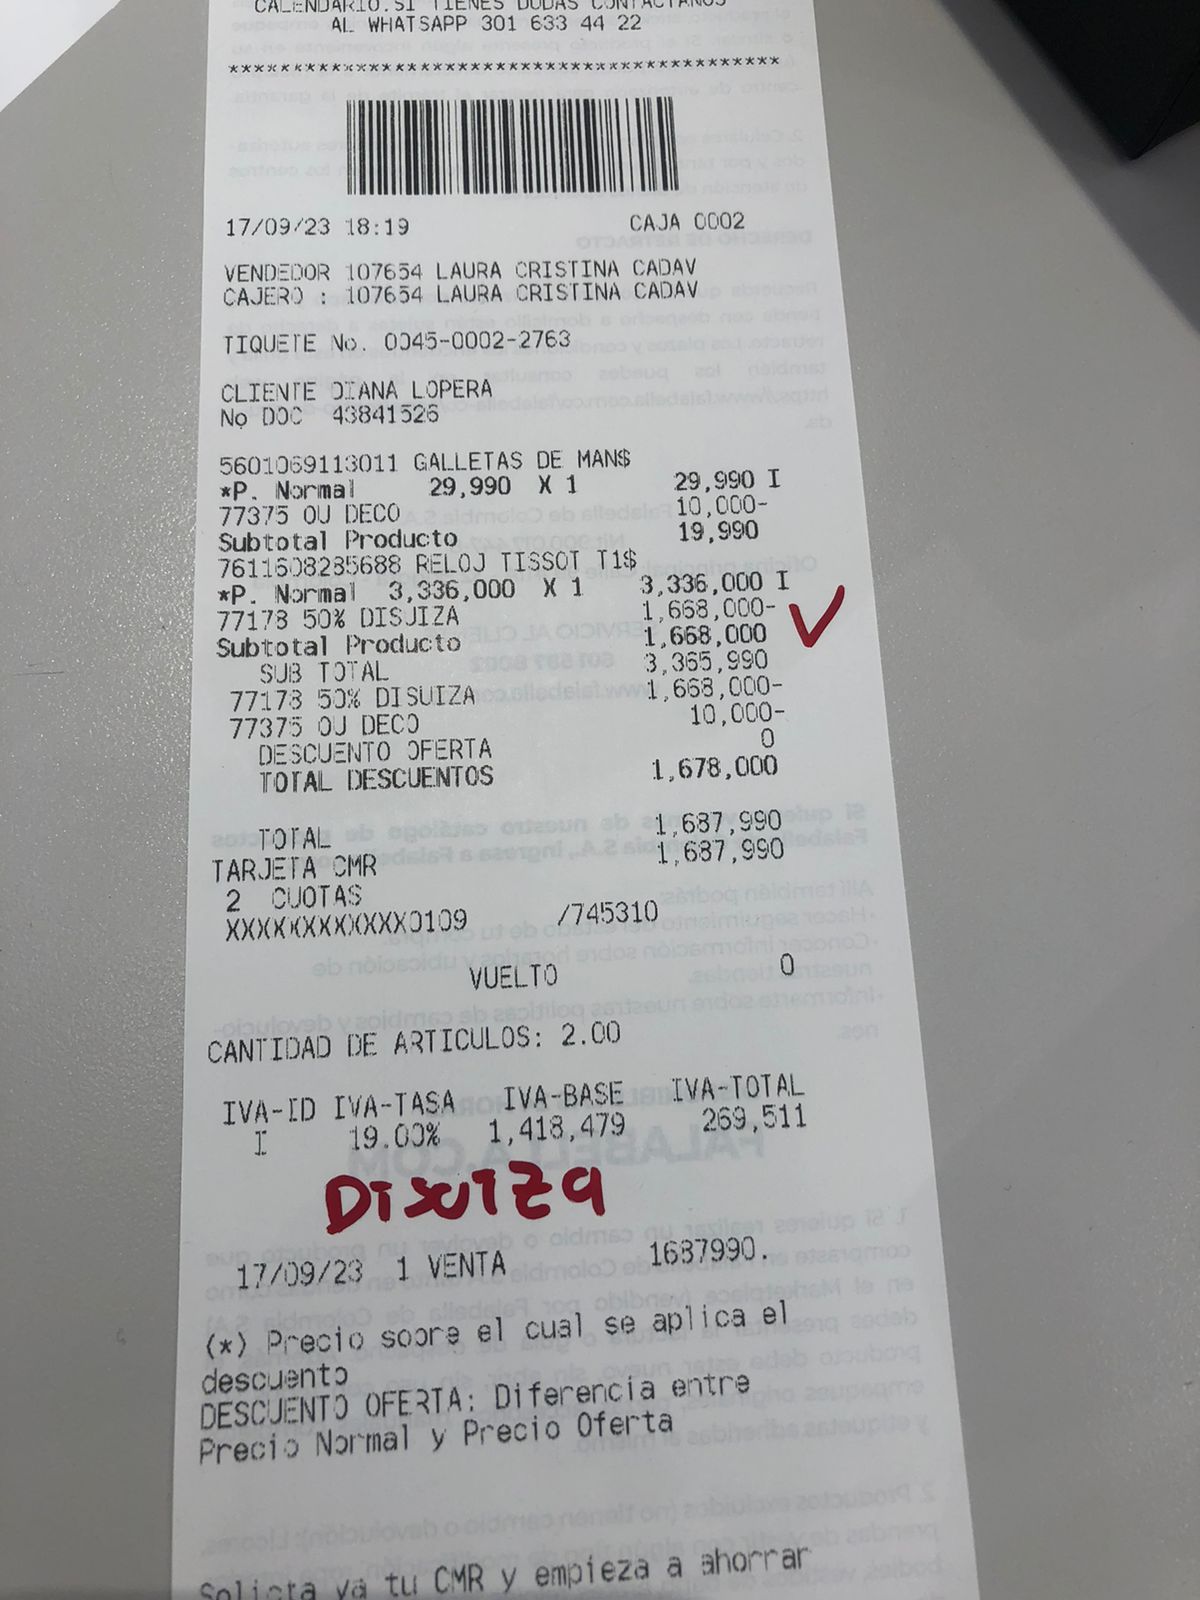 CALENDARIO.SI TIENES DUDAS CONTACTANOS
AL WHATSAPP 301 633 44 22
*******************************************
17/09/23 18:19 CAJA 0002
VENDEDOR 107654 LAURA CRISTINA CADAV
CAJERO : 107654 LAURA CRISTINA CADAV
TIQUETE No. 0045-0002-2763
CLIENTE DIANA LOPERA
No DOC 43841526
5601069113011 GALLETAS DE MAN$
*P. Normal 29,990 X 1 29,990 I
77375 OU DECO 10,000-
Subtotal Producto 19,990
7611608285688 RELOJ TISSOT T1$
*P. Normal 3,336,000 X 1 3,336,000 I
77178 50% DISUIZA 1,668,000-
Subtotal Producto 1,668,000
SUB TOTAL 3,365,990
77178 50% DISUIZA 1,668,000-
77375 OU DECO 10,000-
DESCUENTO OFERTA 0
TOTAL DESCUENTOS 1,678,000
TOTAL 1,687,990
TARJETA CMR 1,687,990
2 CUOTAS
XXXXXXXXXXXX0109 /745310
VUELTO 0
CANTIDAD DE ARTICULOS: 2.00
IVA-ID IVA-TASA IVA-BASE IVA-TOTAL
I 19.00% 1,418,479 269,511
DISUIZA
17/09/23 1 VENTA 1687990.
(*) Precio sobre el cual se aplica el
descuento
DESCUENTO OFERTA: Diferencia entre
Precio Normal y Precio Oferta
Solicita ya tu CMR y empieza a ahorrar